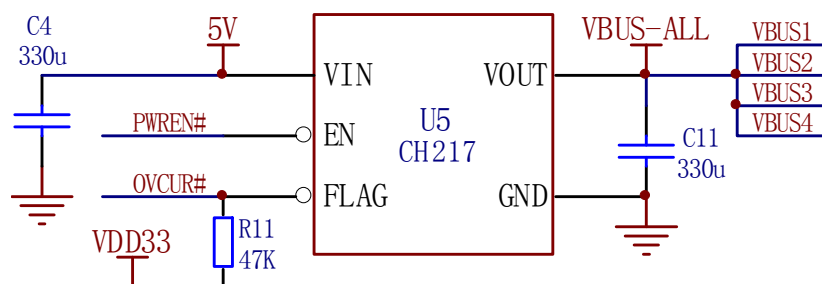 C4
330u
5V
VBUS-ALL
VBUS1
VBUS2
VBUS3
VBUS4
VIN
VOUT
PWREN#
EN
U5
CH217
C11
330u
OVCUR#
FLAG
GND
R11
47K
VDD33